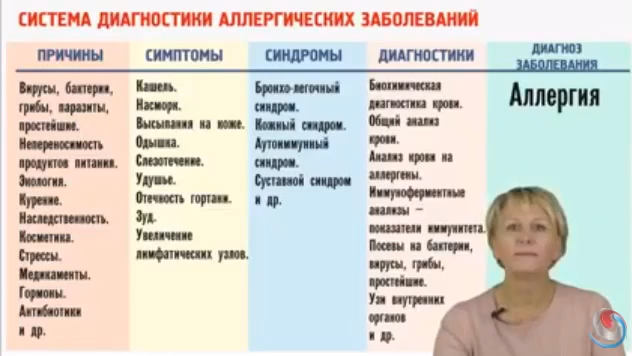 СИСТЕМА ДИАГНОСТИКИ АЛЛЕРГИЧЕСКИХ ЗАБОЛЕВАНИЙ
ПРИЧИНЫ
Вирусы, бактерии,
грибы, паразиты,
простейшие.
Непереносимость
продуктов питания.
Экология.
Курение.
Наследственность.
Косметика.
Стрессы.
Медикаменты.
Гормоны.
Антибиотики
и др.
СИМПТОМЫ
Кашель.
Насморк.
Высыпания на коже.
Одышка.
Слезотечение.
Удушье.
Отечность гортани.
Зуд.
Увеличение
лимфатических узлов.
СИНДРОМЫ
Бронхо-легочный
синдром.
Кожный синдром.
Аутоиммунный
синдром.
Суставной синдром
и др.
ДИАГНОСТИКИ
Биохимическая
диагностика крови.
Общий анализ
крови.
Анализ крови на
аллергены.
Иммуноферментные
анализы –
показатели иммунитета.
Посевы на бактерии,
вирусы, грибы,
простейшие.
Узи внутренних
органов
и др.
ДИАГНОЗ
ЗАБОЛЕВАНИЯ
Аллергия